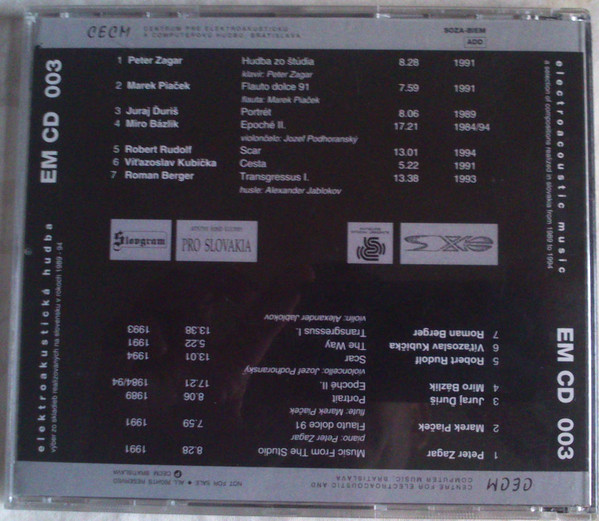 CECM
CENTRUM PRE ELEKTROAKUSTICKÚ
A COMPUTEROVÚ HUDBU, BRATISLAVA
SOZA-BIEM
ADD
1 Peter Zagar Hudba zo štúdia 8.28 1991
klavír: Peter Zagar
2 Marek Piaček Flauto dolce 91 7.59 1991
flauta: Marek Piaček
3 Juraj Ďuriš Portrét 8.06 1989
4 Miro Bázlik Epoché II. 17.21 1984/94
violončelo: Jozef Podhoranský
5 Robert Rudolf Scar 13.01 1994
6 Víťazoslav Kubička Cesta 5.22 1991
7 Roman Berger Transgressus I. 13.38 1993
husle: Alexander Jablokov
EM CD 003
elektroakustická hudba
výber zo skladieb realizovaných na slovensku v rokoch 1989 - 94
electroacoustic music
a selection of compositions realized in slovakia from 1989 to 1994
EM CD 003
Slovgram
PRO SLOVAKIA
CECM
CENTRE FOR ELECTROACOUSTIC AND
COMPUTER MUSIC, BRATISLAVA
NOT FOR SALE ● ALL RIGHTS RESERVED
℗ CECM BRATISLAVA
1 Peter Zagar Music From The Studio 8.28 1991
piano: Peter Zagar
2 Marek Piaček Flauto dolce 91 7.59 1991
flute: Marek Piaček
3 Juraj Ďuriš Portrait 8.06 1989
4 Miro Bázlik Epoché II. 17.21 1984/94
violoncello: Jozef Podhoranský
5 Robert Rudolf Scar 13.01 1994
6 Víťazoslav Kubička The Way 5.22 1991
7 Roman Berger Transgressus I. 13.38 1993
violin: Alexander Jablokov